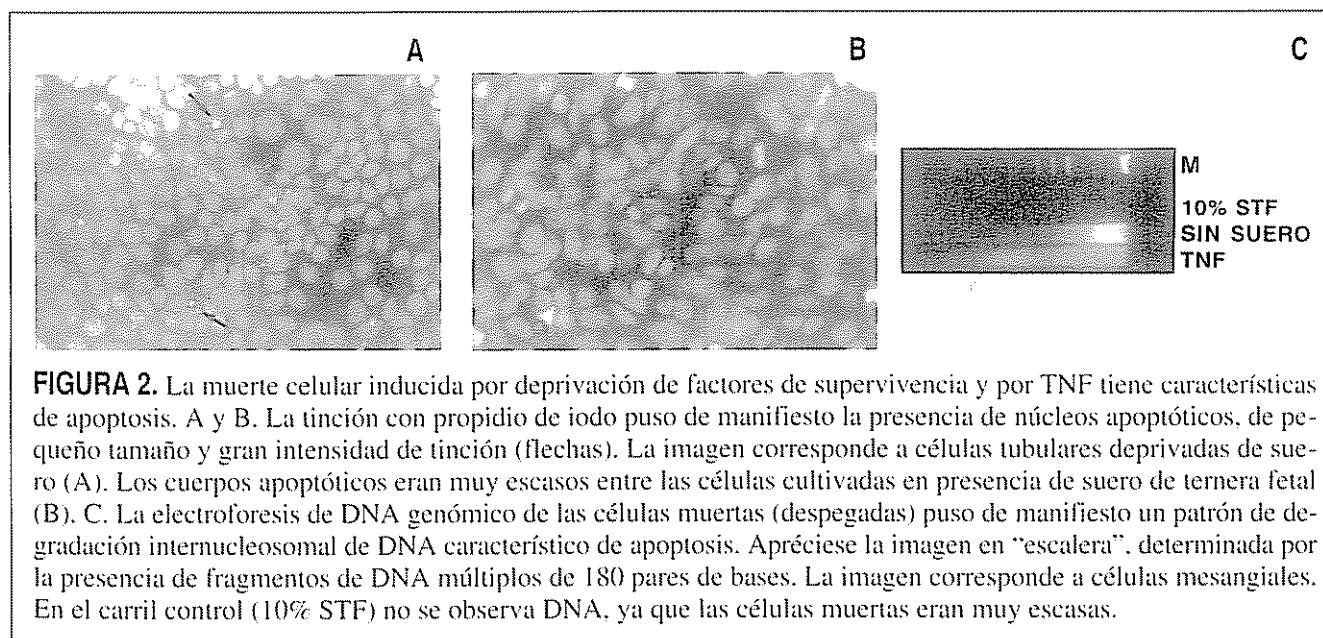 A
B
C
M
10% STF
SIN SUERO
TNF
FIGURA 2. La muerte celular inducida por deprivación de factores de supervivencia y por TNF tiene características
de apoptosis. A y B. La tinción con propidio de iodo puso de manifiesto la presencia de núcleos apoptóticos, de pe-
queño tamaño y gran intensidad de tinción (flechas). La imagen corresponde a células tubulares deprivadas de sue-
ro (A). Los cuerpos apoptóticos eran muy escasos entre las células cultivadas en presencia de suero de ternera fetal
(B). C. La electroforesis de DNA genómico de las células muertas (despegadas) puso de manifiesto un patrón de de-
gradación internucleosomal de DNA característico de apoptosis. Apréciese la imagen en “escalera”, determinada por
la presencia de fragmentos de DNA múltiplos de 180 pares de bases. La imagen corresponde a células mesangiales.
En el carril control (10% STF) no se observa DNA, ya que las células muertas eran muy escasas.